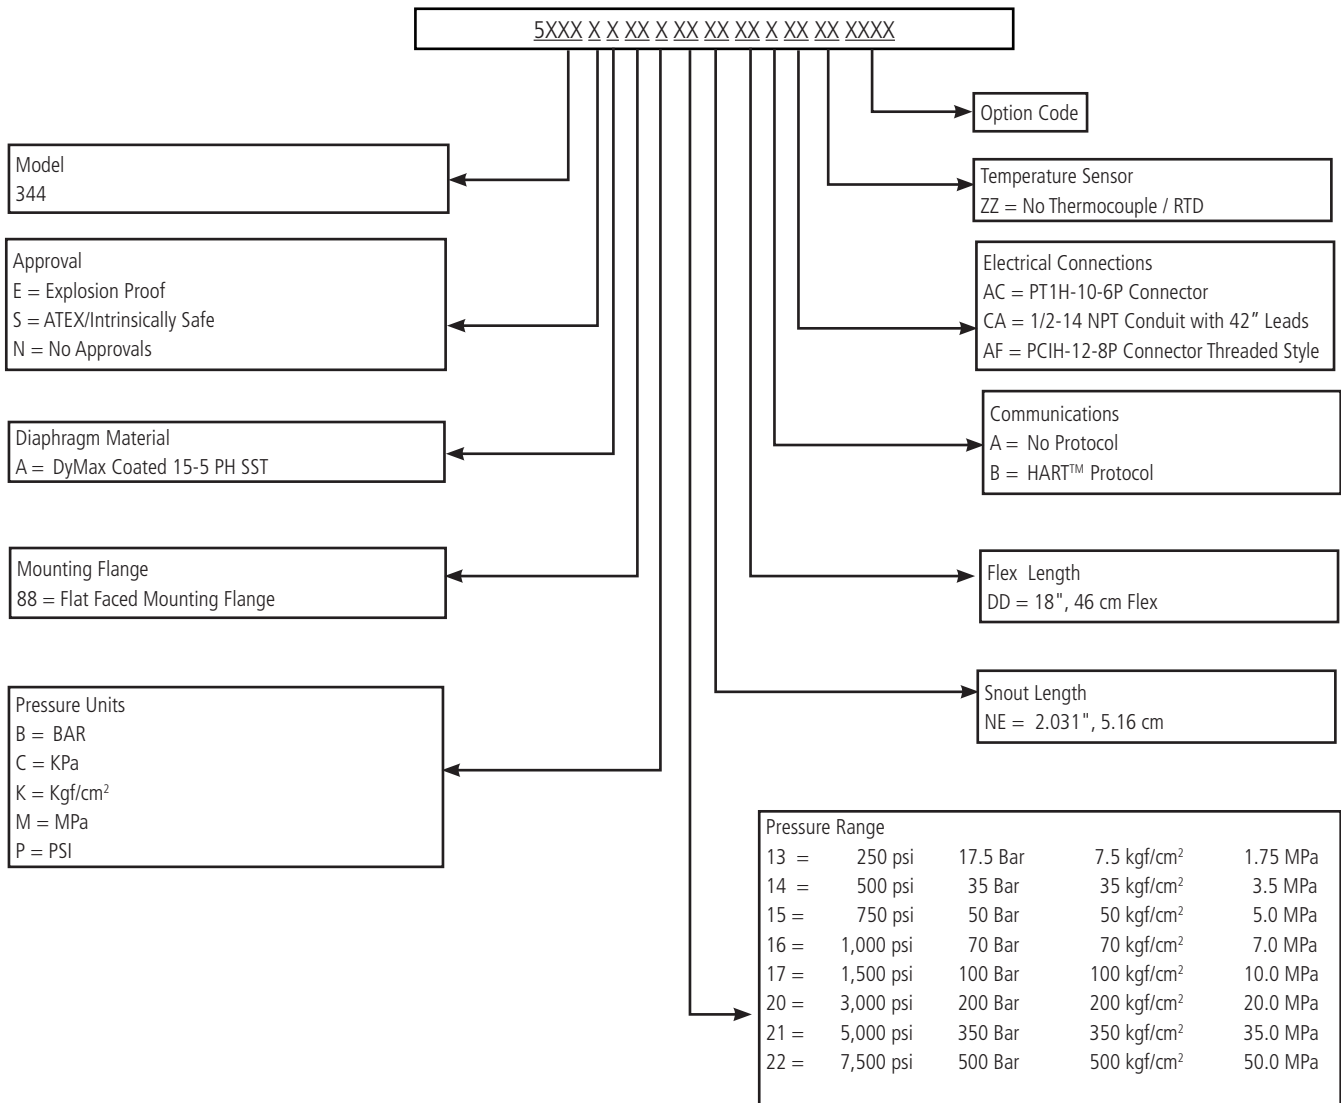 5XXX X X XX X XX XX XX X XX XX XXXX
Option Code
Model
344
Temperature Sensor
ZZ = No Thermocouple / RTD
Approval
E = Explosion Proof
S = ATEX/Intrinsically Safe
N = No Approvals
Electrical Connections
AC = PT1H-10-6P Connector
CA = 1/2-14 NPT Conduit with 42" Leads
AF = PCIH-12-8P Connector Threaded Style
Diaphragm Material
A = DyMax Coated 15-5 PH SST
Communications
A = No Protocol
B = HART™ Protocol
Mounting Flange
88 = Flat Faced Mounting Flange
Flex Length
DD = 18", 46 cm Flex
Pressure Units
B = BAR
C = KPa
K = Kgf/cm²
M = MPa
P = PSI
Snout Length
NE = 2.031", 5.16 cm
Pressure Range
13 = 250 psi 17.5 Bar 7.5 kgf/cm² 1.75 MPa
14 = 500 psi 35 Bar 35 kgf/cm² 3.5 MPa
15 = 750 psi 50 Bar 50 kgf/cm² 5.0 MPa
16 = 1,000 psi 70 Bar 70 kgf/cm² 7.0 MPa
17 = 1,500 psi 100 Bar 100 kgf/cm² 10.0 MPa
20 = 3,000 psi 200 Bar 200 kgf/cm² 20.0 MPa
21 = 5,000 psi 350 Bar 350 kgf/cm² 35.0 MPa
22 = 7,500 psi 500 Bar 500 kgf/cm² 50.0 MPa